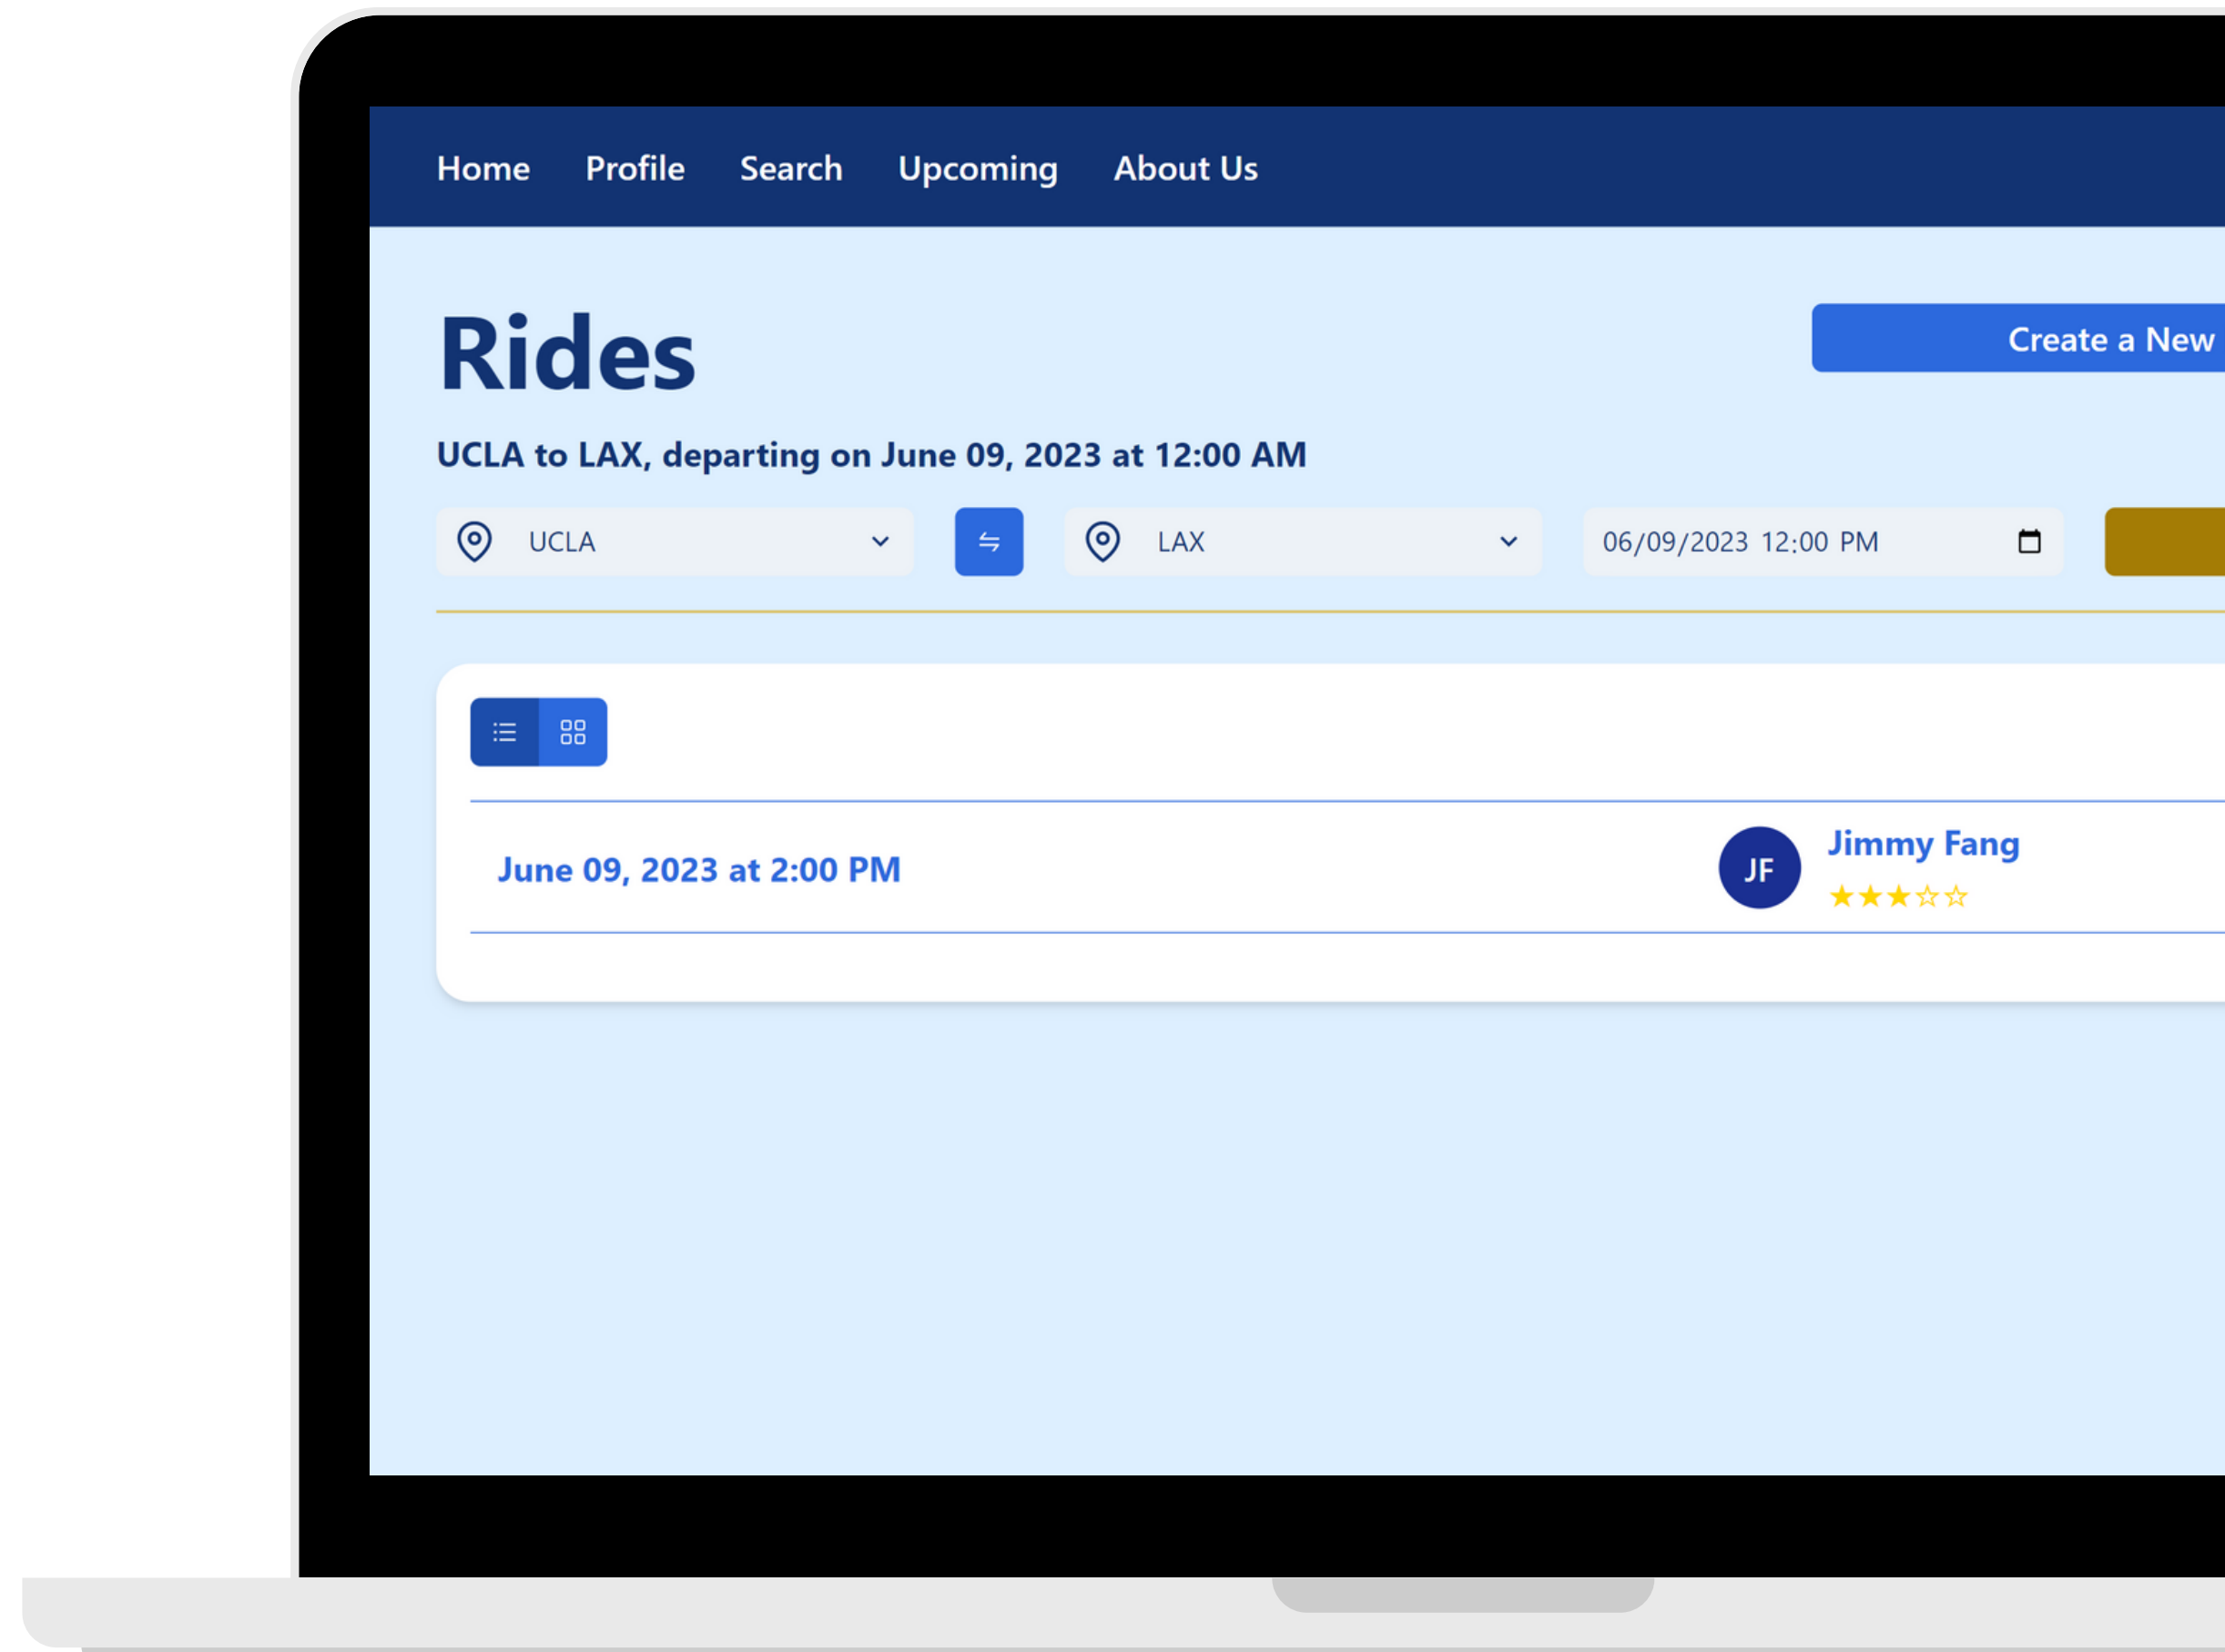 Home Profile Search Upcoming About Us
Rides
Create a New
UCLA to LAX, departing on June 09, 2023 at 12:00 AM
UCLA
LAX
06/09/2023 12:00 PM
June 09, 2023 at 2:00 PM
JF
Jimmy Fang